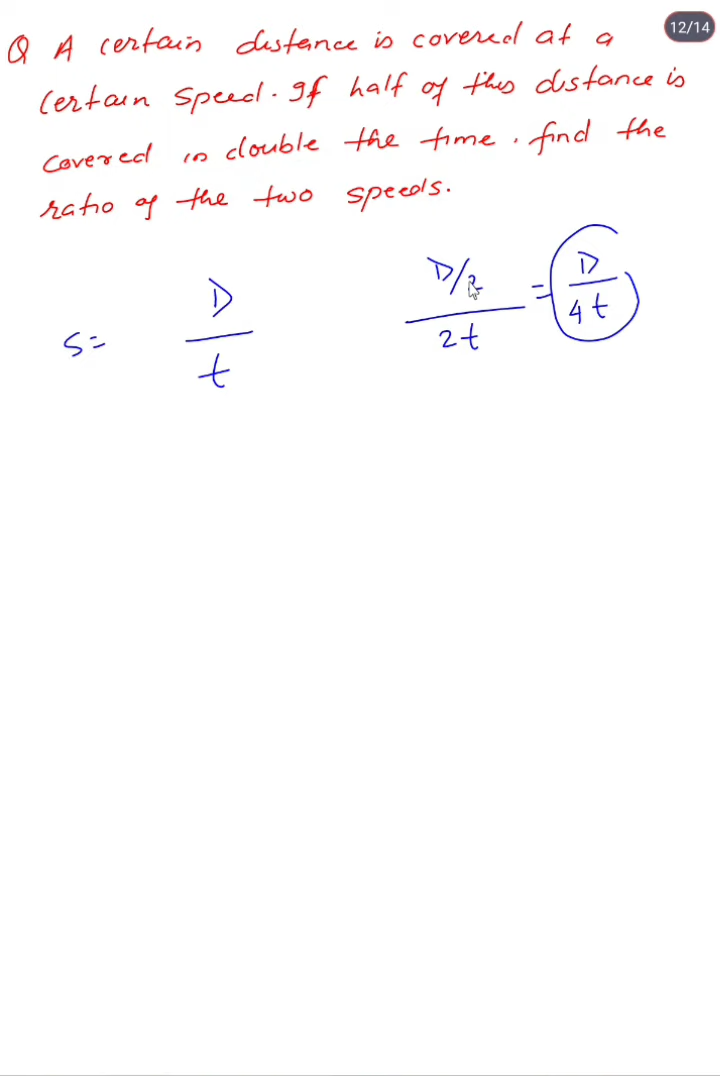 12/14
Q A certain distance is covered at a
certain speed. If half of this distance is
covered in double the time. find the
ratio of the two speeds.
S = D/t
D/2 / 2t = D/4t